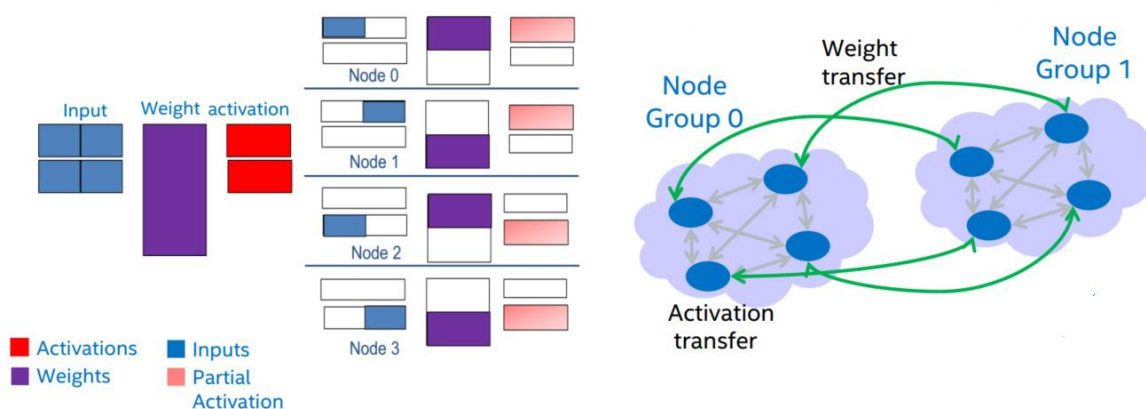 Input
Weight
activation
Node 0
Node 1
Node 2
Node 3
Activations
Weights
Inputs
Partial
Activation
Node
Group 0
Weight
transfer
Node
Group 1
Activation
transfer